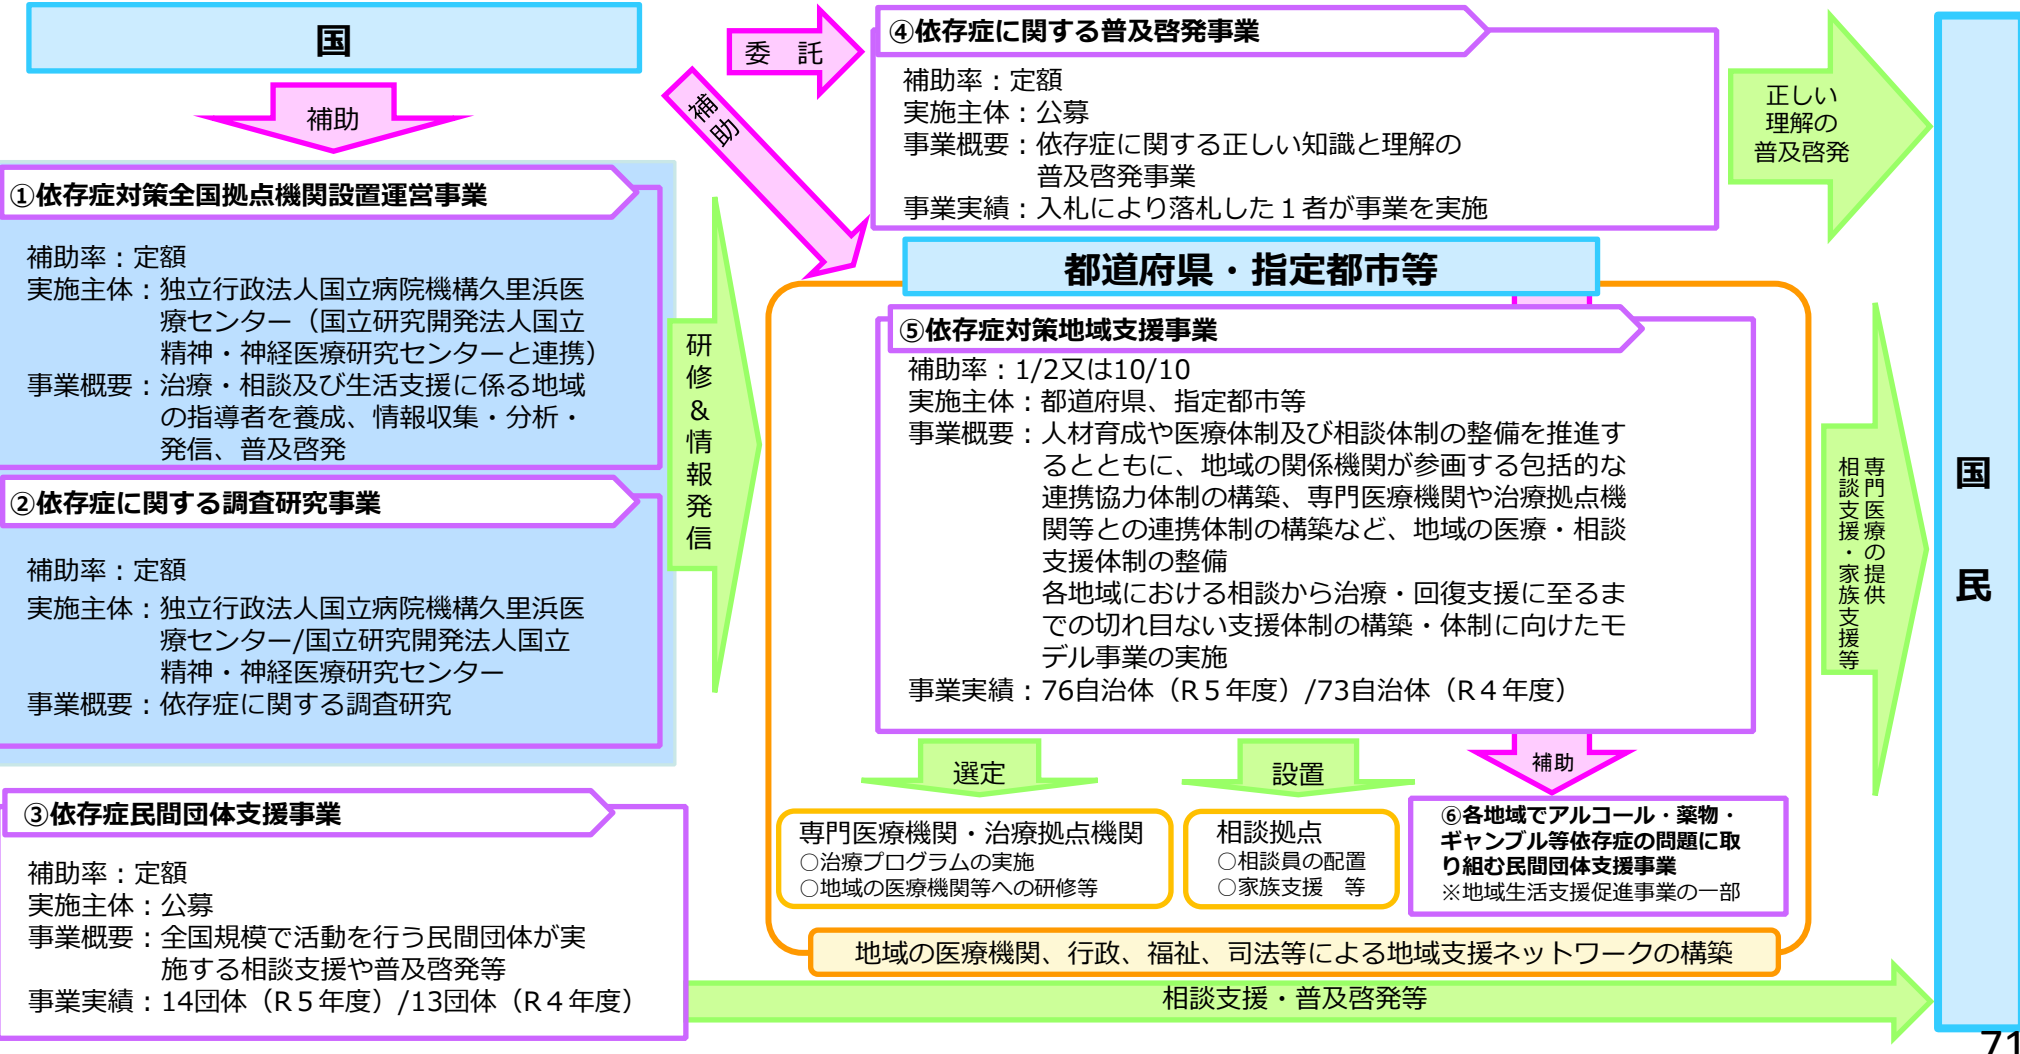 国
補助
①依存症対策全国拠点機関設置運営事業
補助率：定額
実施主体：独立行政法人国立病院機構久里浜医
療センター（国立研究開発法人国立
精神・神経医療研究センターと連携）
事業概要：治療・相談及び生活支援に係る地域
の指導者を養成、情報収集・分析・
発信、普及啓発
②依存症に関する調査研究事業
補助率：定額
実施主体：独立行政法人国立病院機構久里浜医
療センター/国立研究開発法人国立
精神・神経医療研究センター
事業概要：依存症に関する調査研究
③依存症民間団体支援事業
補助率：定額
実施主体：公募
事業概要：全国規模で活動を行う民間団体が実
施する相談支援や普及啓発等
事業実績：14団体（R５年度）/13団体（R４年度）
研修＆情報発信
委　託
補助
④依存症に関する普及啓発事業
補助率：定額
実施主体：公募
事業概要：依存症に関する正しい知識と理解の
普及啓発事業
事業実績：入札により落札した１者が事業を実施
正しい
理解の
普及啓発
都道府県・指定都市等
⑤依存症対策地域支援事業
補助率：1/2又は10/10
実施主体：都道府県、指定都市等
事業概要：人材育成や医療体制及び相談体制の整備を推進す
るとともに、地域の関係機関が参画する包括的な
連携協力体制の構築、専門医療機関や治療拠点機
関等との連携体制の構築など、地域の医療・相談
支援体制の整備
各地域における相談から治療・回復支援に至るま
での切れ目ない支援体制の構築・体制に向けたモ
デル事業の実施
事業実績：76自治体（R５年度）/73自治体（R４年度）
選定
設置
補助
専門医療機関・治療拠点機関
○治療プログラムの実施
○地域の医療機関等への研修等
相談拠点
○相談員の配置
○家族支援　等
⑥各地域でアルコール・薬物・
ギャンブル等依存症の問題に取
り組む民間団体支援事業
※地域生活支援促進事業の一部
地域の医療機関、行政、福祉、司法等による地域支援ネットワークの構築
相談支援・普及啓発等
専門医療の提供
相談支援・家族支援等
国民
71